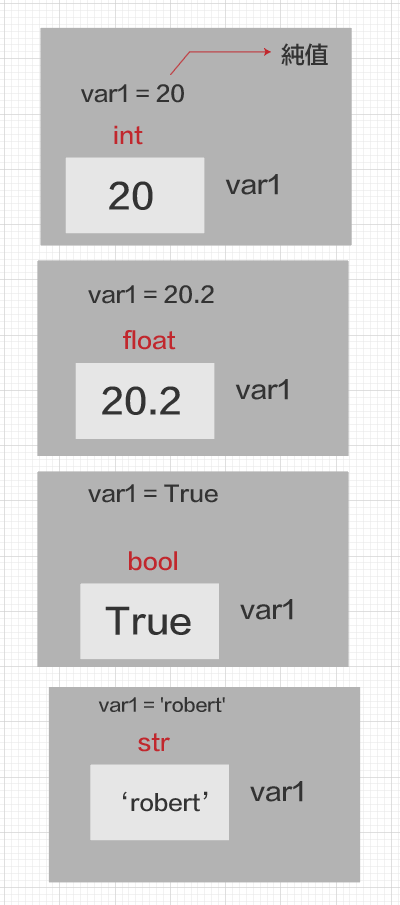 純值
var1 = 20
int
20
var1
var1 = 20.2
float
20.2
var1
var1 = True
bool
True
var1
var1 = 'robert'
str
‘robert’
var1